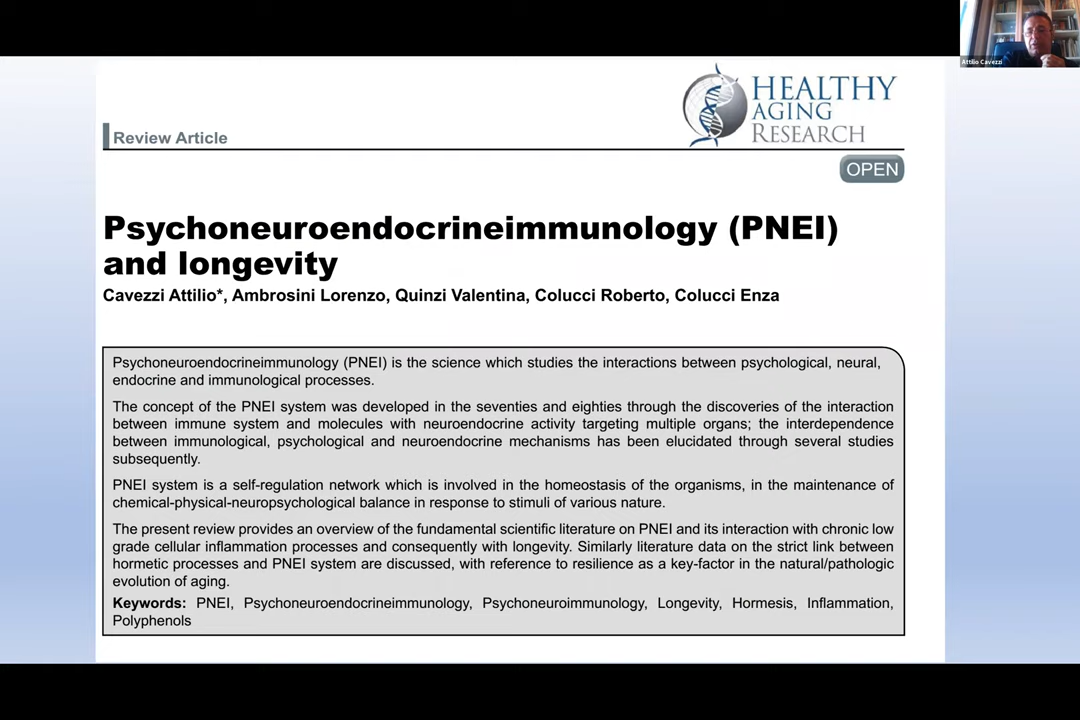 Attilio Cavezzi
HEALTHY
AGING
RESEARCH
Review Article
OPEN
Psychoneuroendocrineimmunology (PNEI)
and longevity
Cavezzi Attilio*, Ambrosini Lorenzo, Quinzi Valentina, Colucci Roberto, Colucci Enza
Psychoneuroendocrineimmunology (PNEI) is the science which studies the interactions between psychological, neural,
endocrine and immunological processes.
The concept of the PNEI system was developed in the seventies and eighties through the discoveries of the interaction
between immune system and molecules with neuroendocrine activity targeting multiple organs; the interdependence
between immunological, psychological and neuroendocrine mechanisms has been elucidated through several studies
subsequently.
PNEI system is a self-regulation network which is involved in the homeostasis of the organisms, in the maintenance of
chemical-physical-neuropsychological balance in response to stimuli of various nature.
The present review provides an overview of the fundamental scientific literature on PNEI and its interaction with chronic low
grade cellular inflammation processes and consequently with longevity. Similarly literature data on the strict link between
hormetic processes and PNEI system are discussed, with reference to resilience as a key-factor in the natural/pathologic
evolution of aging.
Keywords: PNEI, Psychoneuroendocrineimmunology, Psychoneuroimmunology, Longevity, Hormesis, Inflammation,
Polyphenols